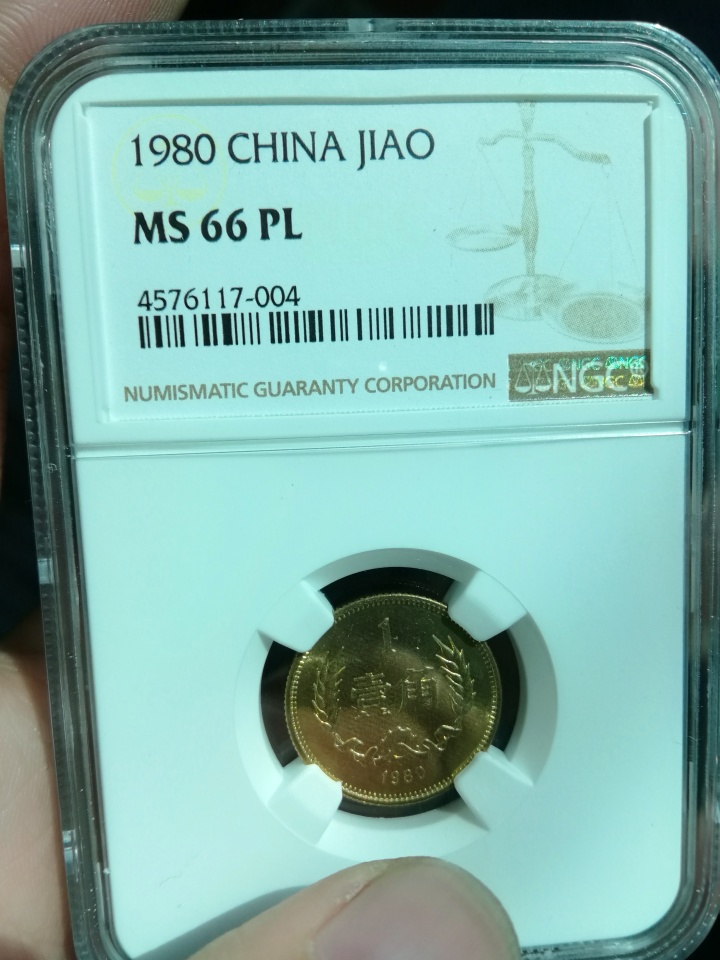 1980 CHINA JIAO
MS 66 PL
4576117-004
NUMISMATIC GUARANTY CORPORATION
NGC
1
壹角
1980